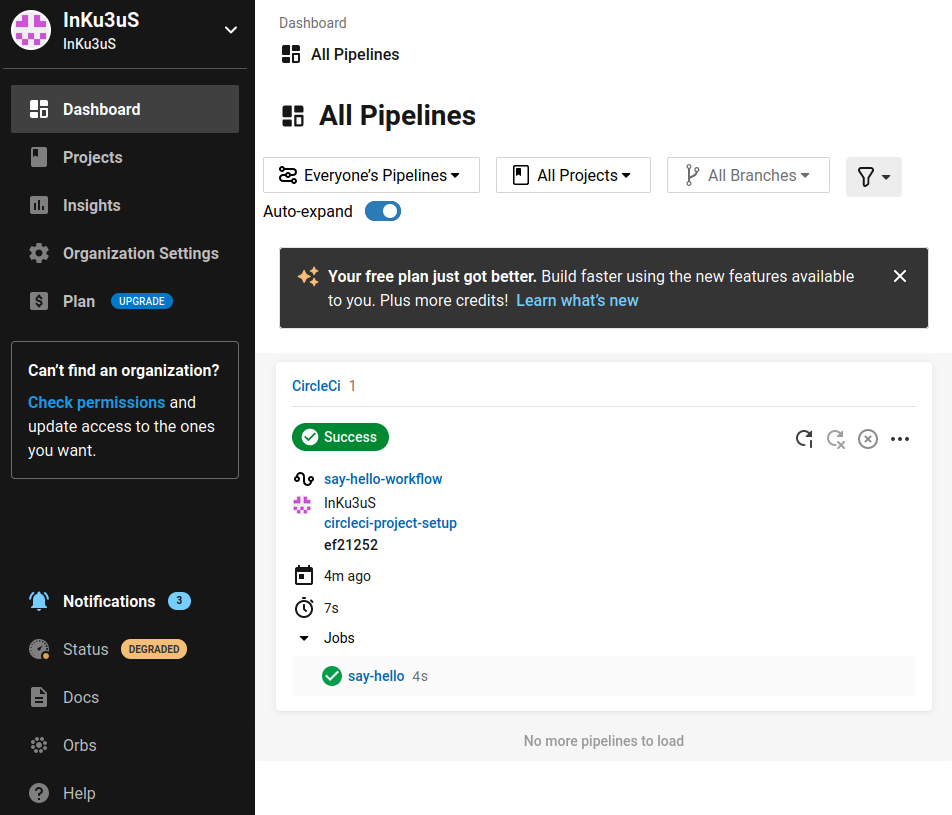 InKu3uS
InKu3uS
Dashboard
Projects
Insights
Organization Settings
Plan UPGRADE
Can't find an organization?
Check permissions and
update access to the ones
you want.
Notifications 3
Status DEGRADED
Docs
Orbs
Help
Dashboard
All Pipelines
All Pipelines
Everyone's Pipelines All Projects All Branches
Auto-expand
Your free plan just got better. Build faster using the new features available
to you. Plus more credits! Learn what's new
CircleCi 1
Success
say-hello-workflow
InKu3uS
circleci-project-setup
ef21252
4m ago
7s
Jobs
say-hello 4s
No more pipelines to load